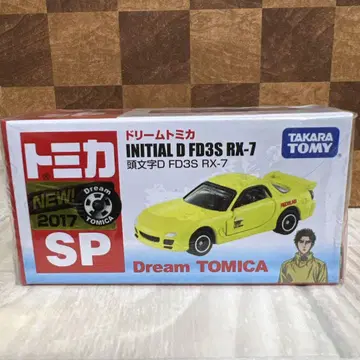 ドリームトミカ
INITIAL D FD3S RX-7
頭文字D FD3S RX-7
TAKARA TOMY
トミカ
NEW!
2017
Dream TOMICA
SP
Dream TOMICA